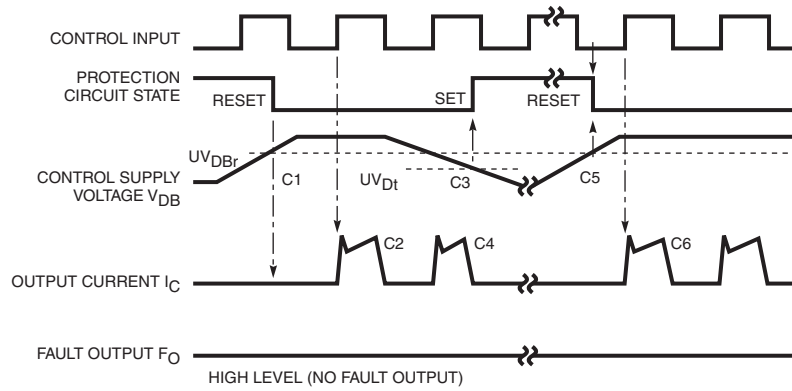 CONTROL INPUT
PROTECTION
CIRCUIT STATE
RESET
SET
RESET
UVDBr
CONTROL SUPPLY
VOLTAGE VDB
C1
UVDt
C3
C5
C2
C4
C6
OUTPUT CURRENT IC
FAULT OUTPUT FO
HIGH LEVEL (NO FAULT OUTPUT)